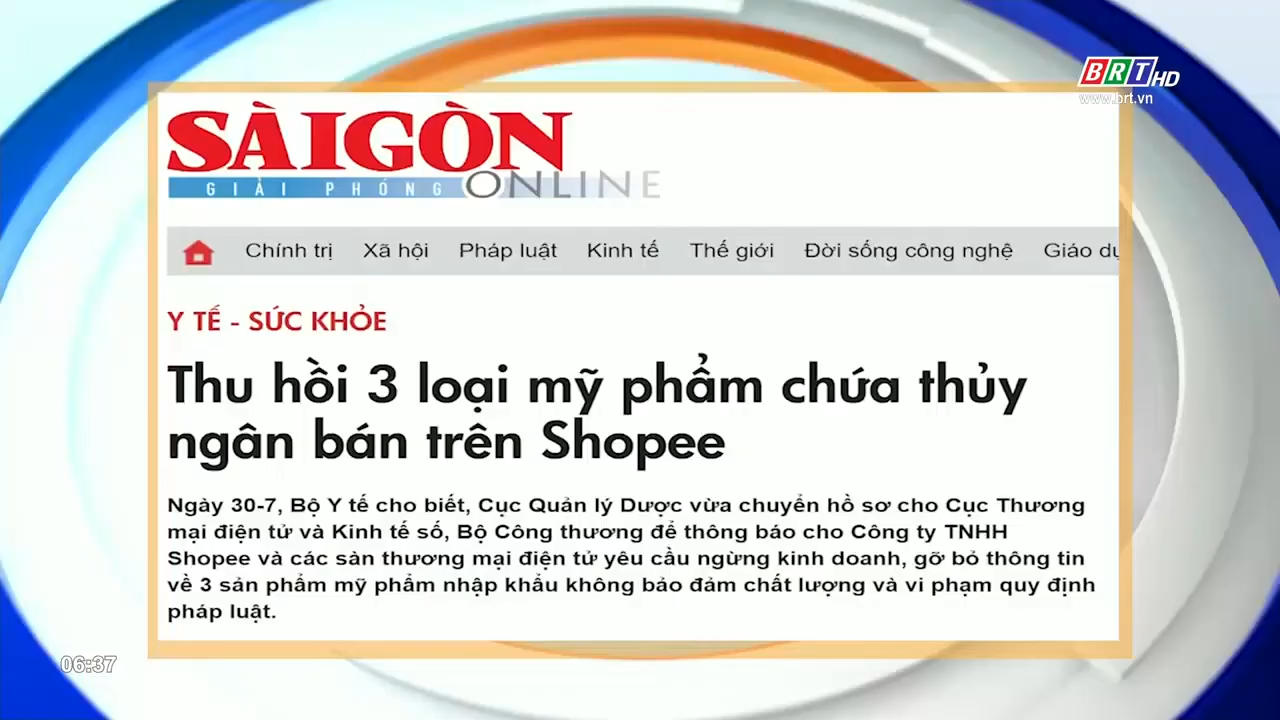 BRT HD
www.brt.vn
SÀI GÒN
GIẢI PHÓNG ONLINE
Chính trị Xã hội Pháp luật Kinh tế Thế giới Đời sống công nghệ Giáo dụ
Y TẾ - SỨC KHỎE
Thu hồi 3 loại mỹ phẩm chứa thủy
ngân bán trên Shopee
Ngày 30-7, Bộ Y tế cho biết, Cục Quản lý Dược vừa chuyển hồ sơ cho Cục Thương
mại điện tử và Kinh tế số, Bộ Công thương để thông báo cho Công ty TNHH
Shopee và các sàn thương mại điện tử yêu cầu ngừng kinh doanh, gỡ bỏ thông tin
về 3 sản phẩm mỹ phẩm nhập khẩu không bảo đảm chất lượng và vi phạm quy định
pháp luật.
06:37